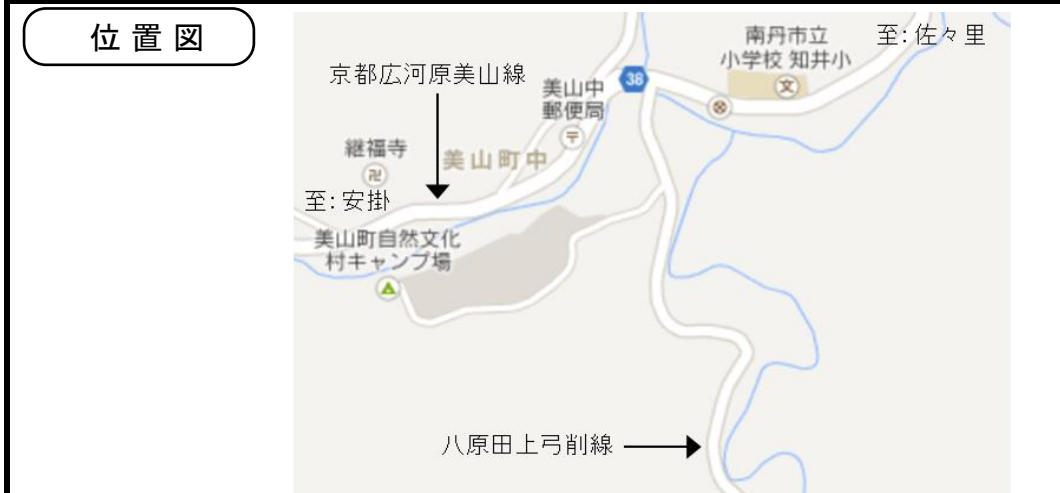 位置図
南丹市立
小学校 知井小
至:佐々里
京都広河原美山線
38
美山中
郵便局
継福寺
美山町中
至:安掛
美山町自然文化
村キャンプ場
八原田上弓削線